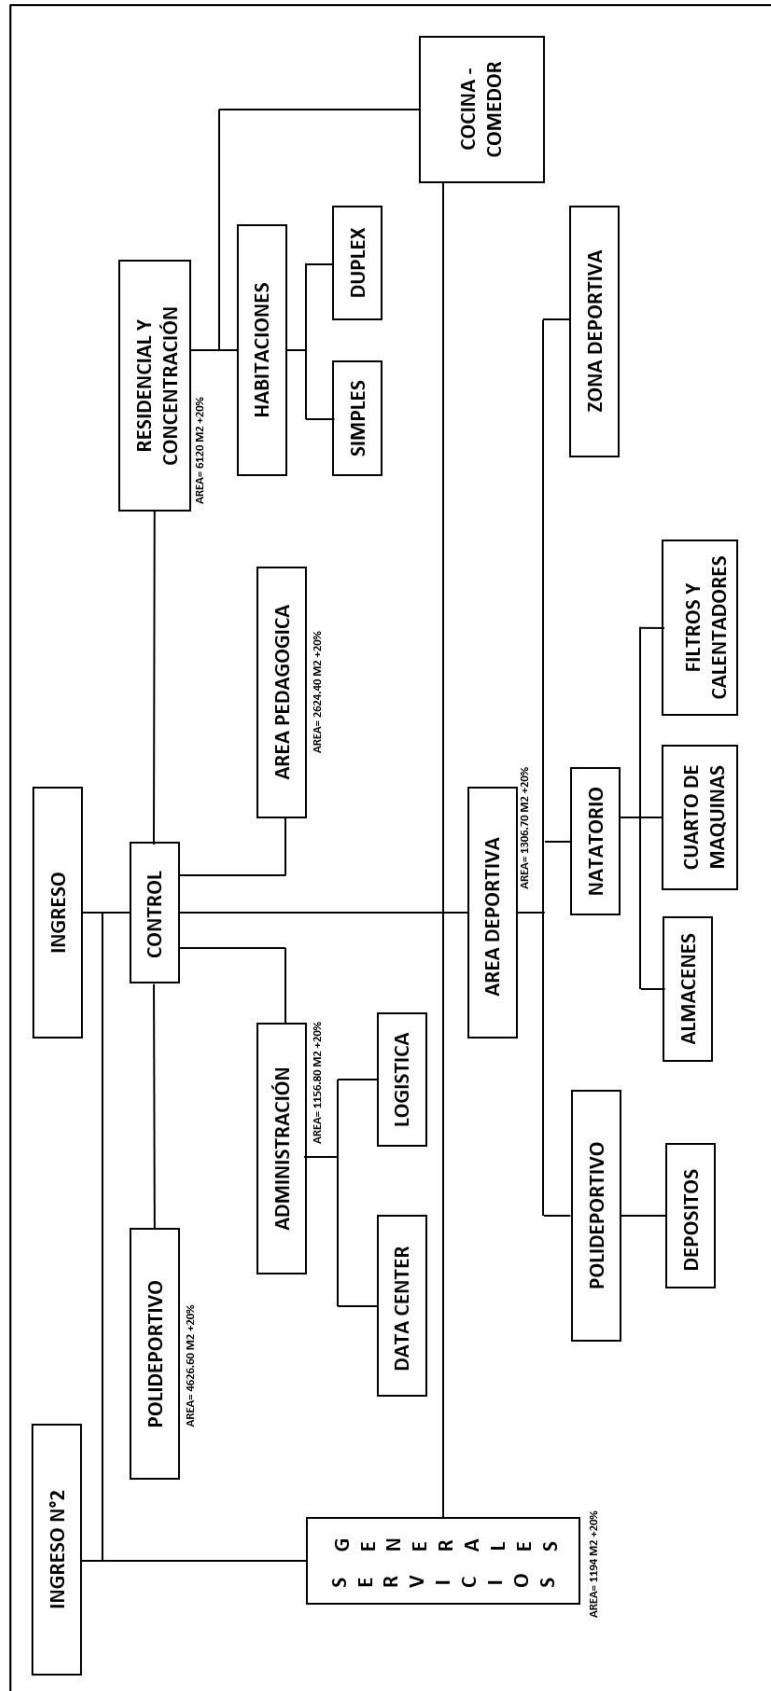 INGRESO N°2
INGRESO
POLIDEPORTIVO
AREA= 4626.60 M2 +20%
CONTROL
RESIDENCIAL Y
CONCENTRACIÓN
AREA= 6120 M2 +20%
ADMINISTRACIÓN
AREA= 1156.80 M2 +20%
AREA PEDAGOGICA
AREA= 2624.40 M2 +20%
HABITACIONES
DATA CENTER
LOGISTICA
SIMPLES
DUPLEX
SERVICIOS
GENERALES
AREA= 1194 M2 +20%
COCINA -
COMEDOR
AREA DEPORTIVA
AREA= 1306.70 M2 +20%
POLIDEPORTIVO
NATATORIO
ZONA DEPORTIVA
DEPOSITOS
ALMACENES
CUARTO DE
MAQUINAS
FILTROS Y
CALENTADORES